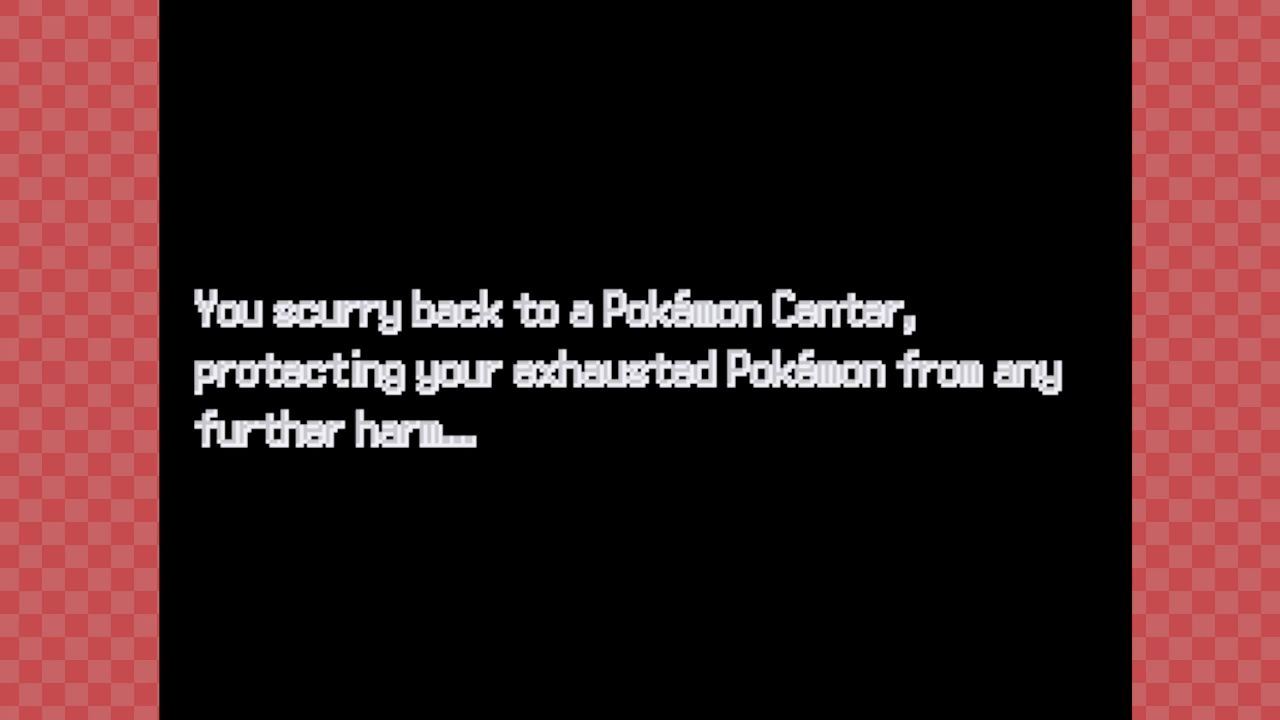 You scurry back to a Pokémon Center,
protecting your exhausted Pokémon from any
further harm...